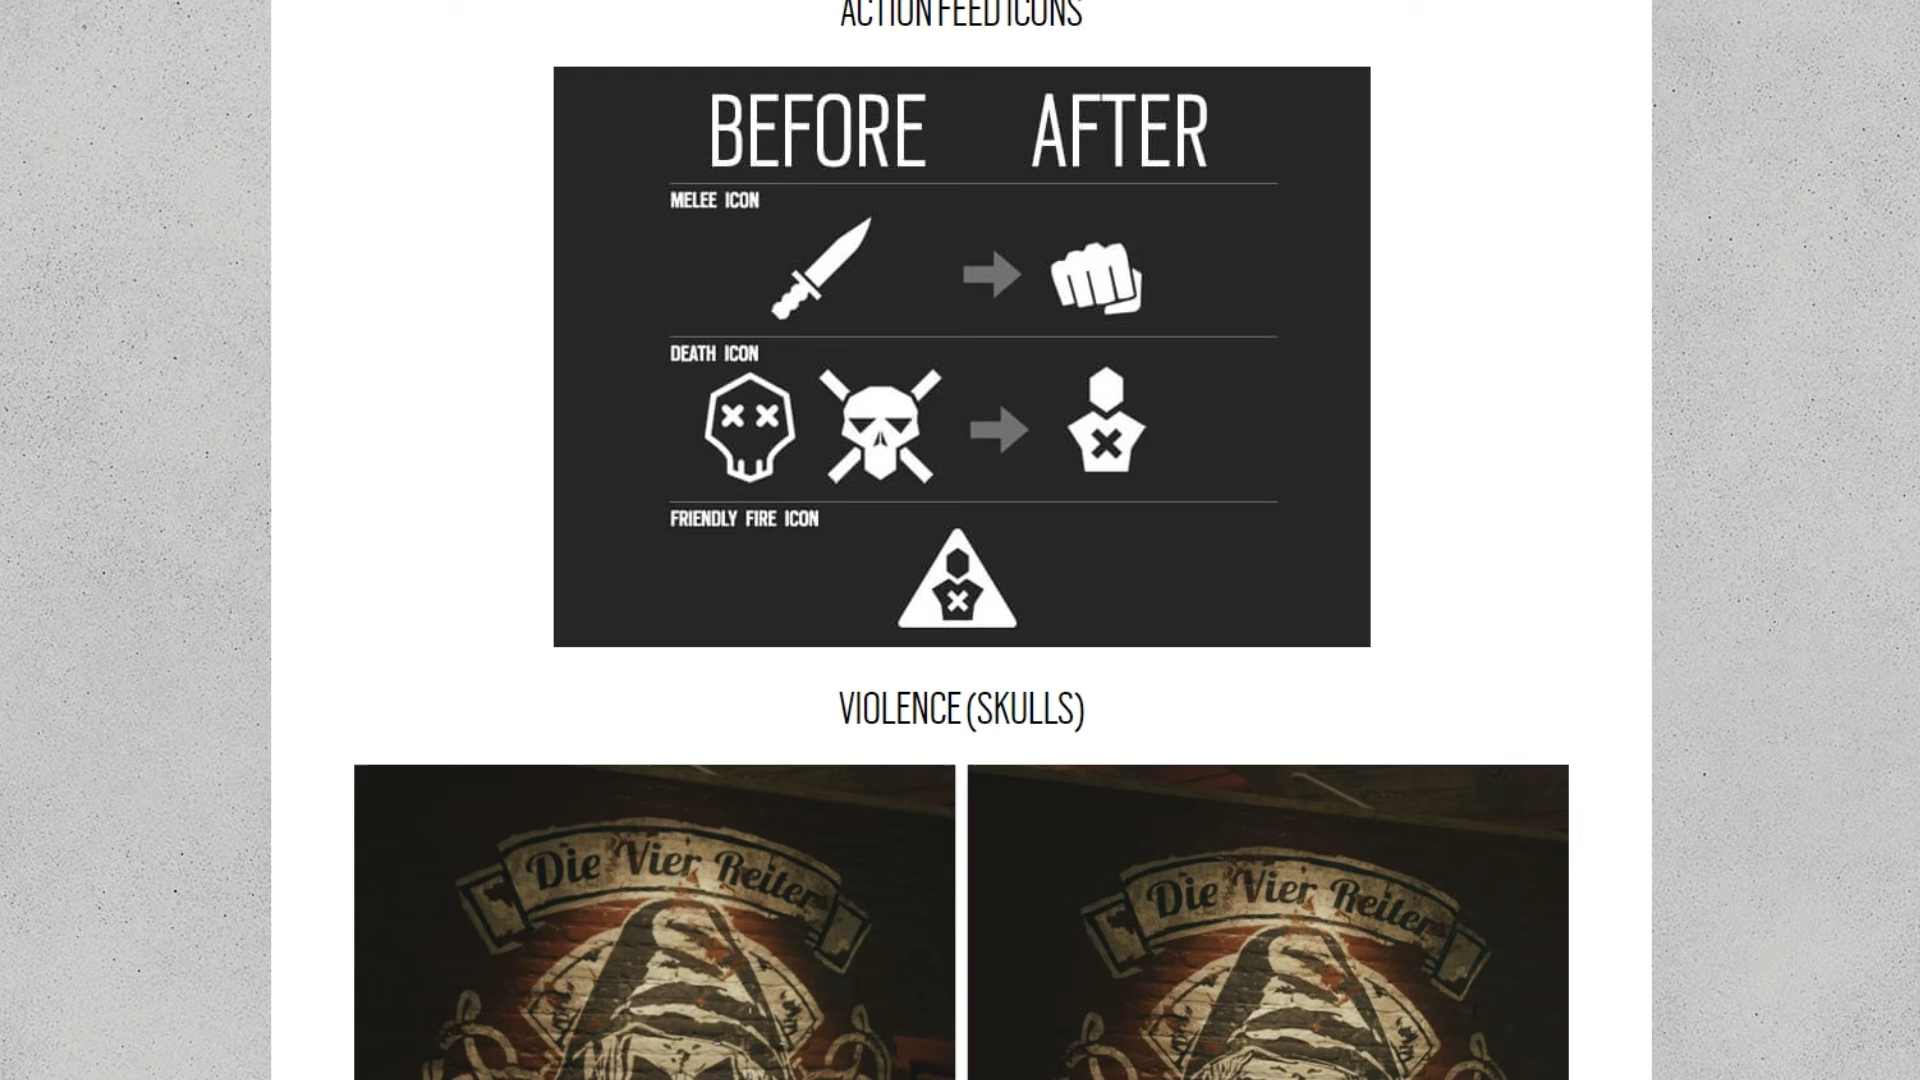 ACTION FEED ICONS
BEFORE AFTER
MELEE ICON
DEATH ICON
FRIENDLY FIRE ICON
VIOLENCE (SKULLS)
Die Vier Reiter
Die Vier Reiter